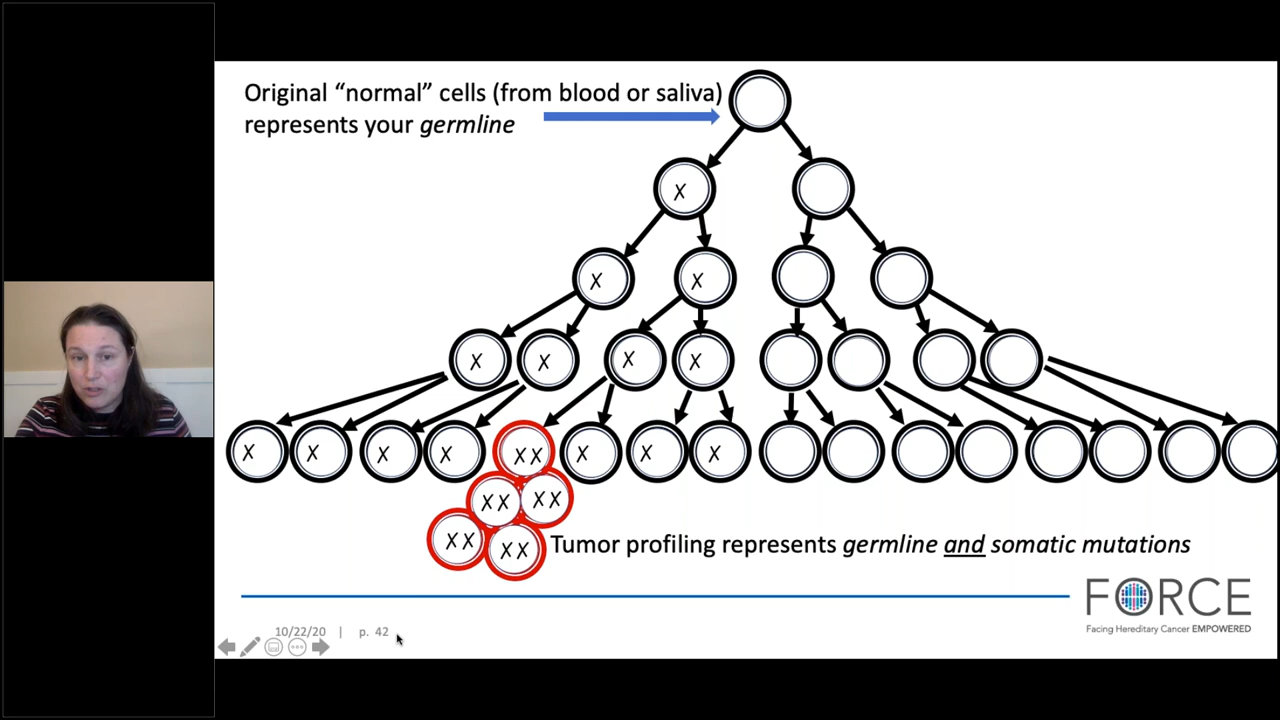 Original “normal” cells (from blood or saliva)
represents your germline
X
X X
X X X X
X X X X X X X X X
X X X X
X X X X
Tumor profiling represents germline and somatic mutations
FORCE
Facing Hereditary Cancer EMPOWERED
10/22/20 | p. 42